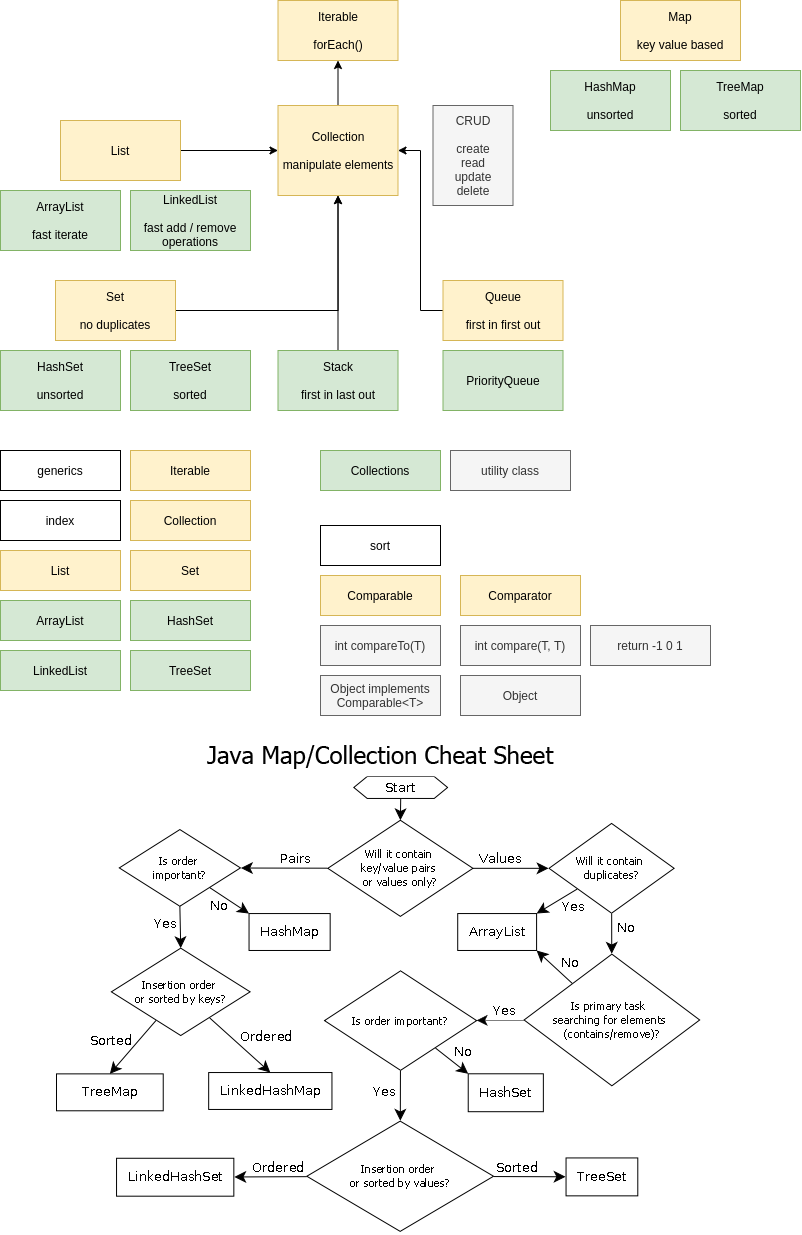 Iterable
forEach()
Map
key value based
HashMap
unsorted
TreeMap
sorted
List
Collection
manipulate elements
CRUD
create
read
update
delete
ArrayList
fast iterate
LinkedList
fast add / remove
operations
Set
no duplicates
Queue
first in first out
HashSet
unsorted
TreeSet
sorted
Stack
first in last out
PriorityQueue
generics
Iterable
Collections
utility class
index
Collection
sort
List
Set
Comparable
Comparator
ArrayList
HashSet
int compareTo(T)
int compare(T, T)
return -1 0 1
LinkedList
TreeSet
Object implements
Comparable<T>
Object
Java Map/Collection Cheat Sheet
Start
Is order
important?
Pairs
Will it contain
key/value pairs
or values only?
Values
Will it contain
duplicates?
No
HashMap
Yes
ArrayList
Yes
No
Insertion order
or sorted by keys?
No
Is primary task
searching for elements
(contains/remove)?
Yes
Is order important?
Sorted
Ordered
TreeMap
LinkedHashMap
No
HashSet
Yes
Insertion order
or sorted by values?
Ordered
LinkedHashSet
Sorted
TreeSet